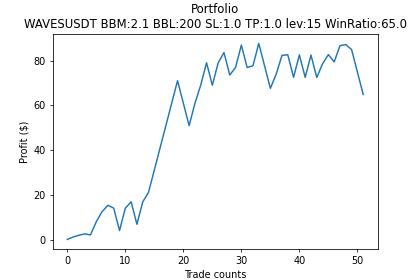 Portfolio
WAVESUSDT BBM:2.1 BBL:200 SL:1.0 TP:1.0 lev:15 WinRatio:65.0
Profit ($)
80
60
40
20
0
0 10 20 30 40 50
Trade counts